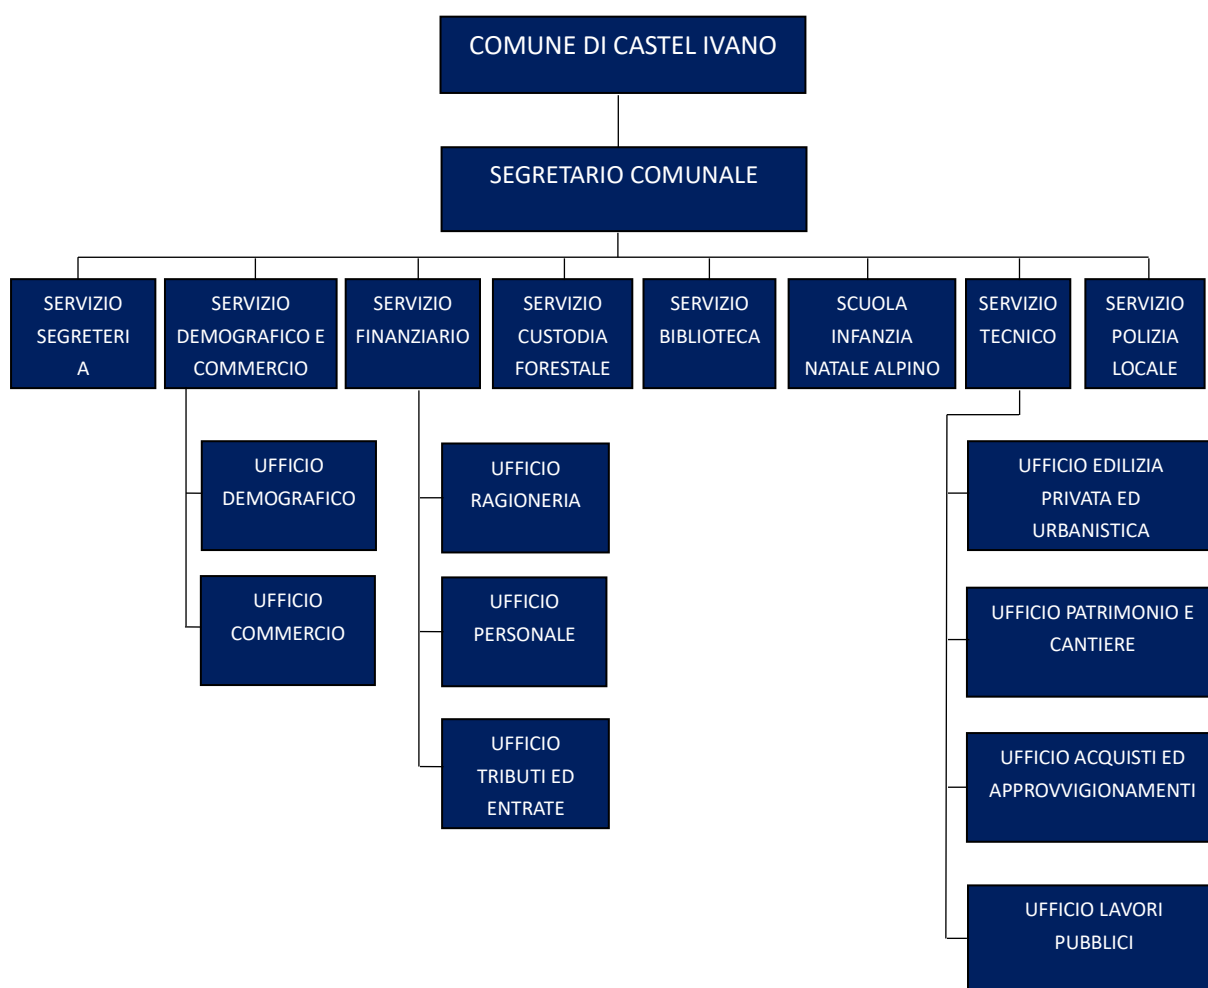 COMUNE DI CASTEL IVANO
SEGRETARIO COMUNALE
SERVIZIO
SEGRETERI
A
SERVIZIO
DEMOGRAFICO E
COMMERCIO
SERVIZIO
FINANZIARIO
SERVIZIO
CUSTODIA
FORESTALE
SERVIZIO
BIBLIOTECA
SCUOLA
INFANZIA
NATALE ALPINO
SERVIZIO
TECNICO
SERVIZIO
POLIZIA
LOCALE
UFFICIO
DEMOGRAFICO
UFFICIO
COMMERCIO
UFFICIO
RAGIONERIA
UFFICIO
PERSONALE
UFFICIO
TRIBUTI ED
ENTRATE
UFFICIO EDILIZIA
PRIVATA ED
URBANISTICA
UFFICIO PATRIMONIO E
CANTIERE
UFFICIO ACQUISTI ED
APPROVVIGIONAMENTI
UFFICIO LAVORI
PUBBLICI